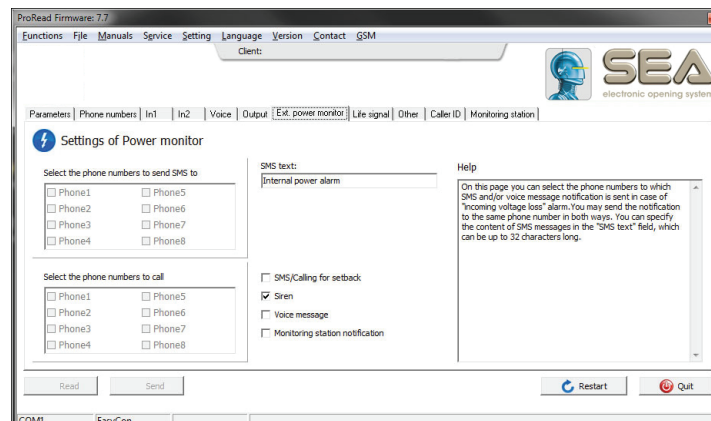 ProRead Firmware: 7.7
Functions File Manuals Service Setting Language Version Contact GSM
Client:
SEA
electronic opening system
Parameters Phone numbers In1 In2 Voice Output Ext. power monitor Life signal Other Caller ID Monitoring station
Settings of Power monitor
Select the phone numbers to send SMS to
Phone1 Phone5
Phone2 Phone6
Phone3 Phone7
Phone4 Phone8
SMS text:
Internal power alarm
Help
On this page you can select the phone numbers to which
SMS and/or voice message notification is sent in case of
"incoming voltage loss" alarm.You may send the notification
to the same phone number in both ways. You can specify
the content of SMS messages in the "SMS text" field, which
can be up to 32 characters long.
Select the phone numbers to call
Phone1 Phone5
Phone2 Phone6
Phone3 Phone7
Phone4 Phone8
SMS/Calling for setback
Siren
Voice message
Monitoring station notification
Read Send Restart Quit
COM1 EasyCon